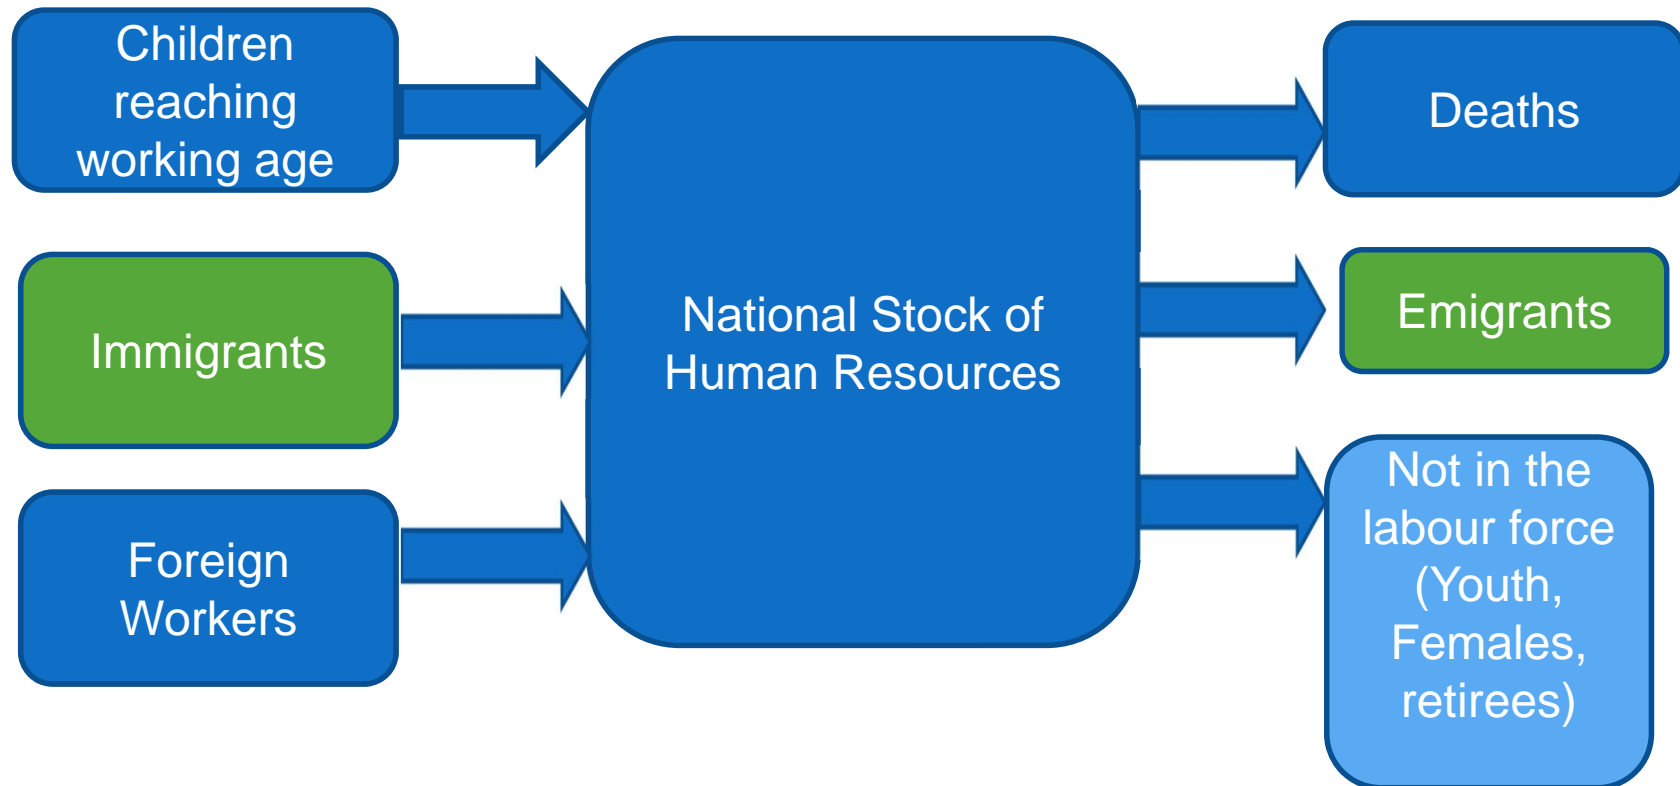 Children
reaching
working age
Immigrants
Foreign
Workers
National Stock of
Human Resources
Deaths
Emigrants
Not in the
labour force
(Youth,
Females,
retirees)